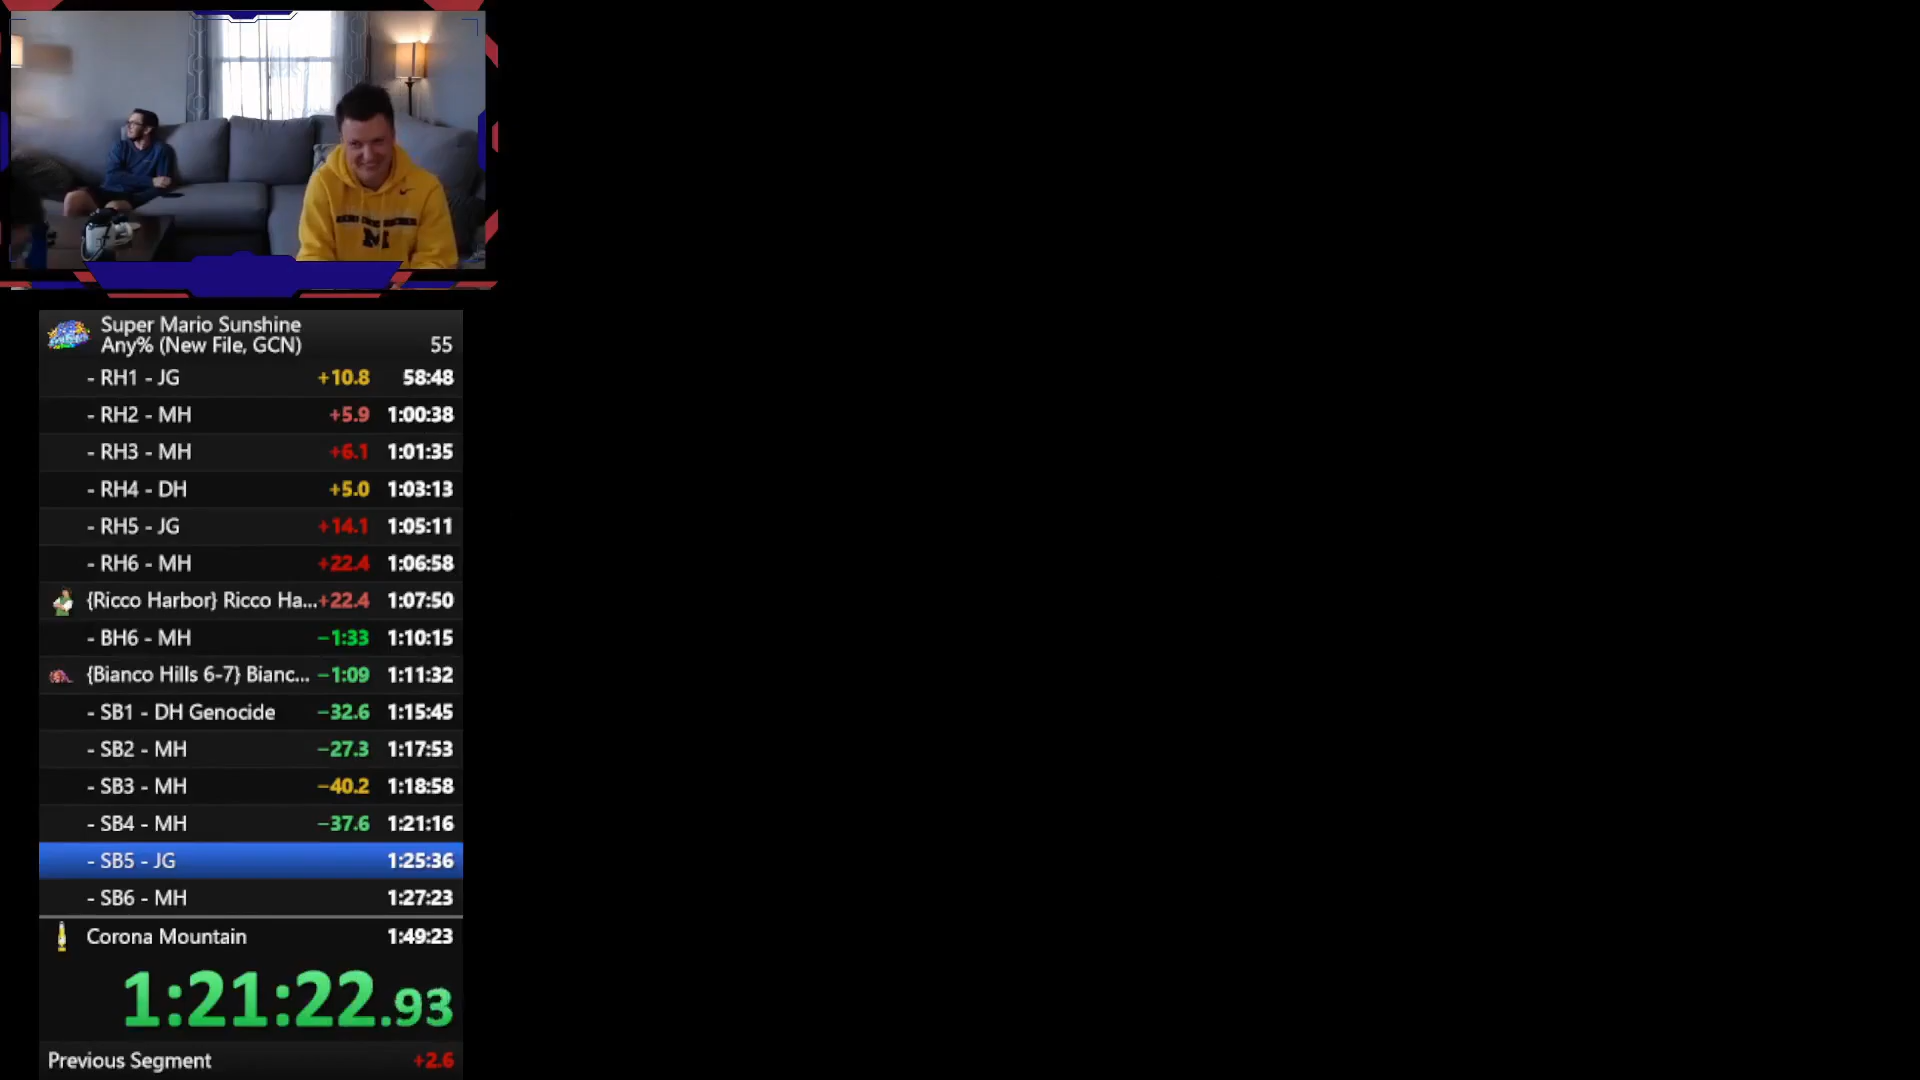 Super Mario Sunshine
Any% (New File, GCN) 55
- RH1 - JG +10.8 58:48
- RH2 - MH +5.9 1:00:38
- RH3 - MH +6.1 1:01:35
- RH4 - DH +5.0 1:03:13
- RH5 - JG +14.1 1:05:11
- RH6 - MH +22.4 1:06:58
{Ricco Harbor} Ricco Ha... +22.4 1:07:50
- BH6 - MH −1:33 1:10:15
{Bianco Hills 6-7} Bianc... −1:09 1:11:32
- SB1 - DH Genocide −32.6 1:15:45
- SB2 - MH −27.3 1:17:53
- SB3 - MH −40.2 1:18:58
- SB4 - MH −37.6 1:21:16
- SB5 - JG 1:25:36
- SB6 - MH 1:27:23
Corona Mountain 1:49:23
1:21:22.93
Previous Segment +2.6